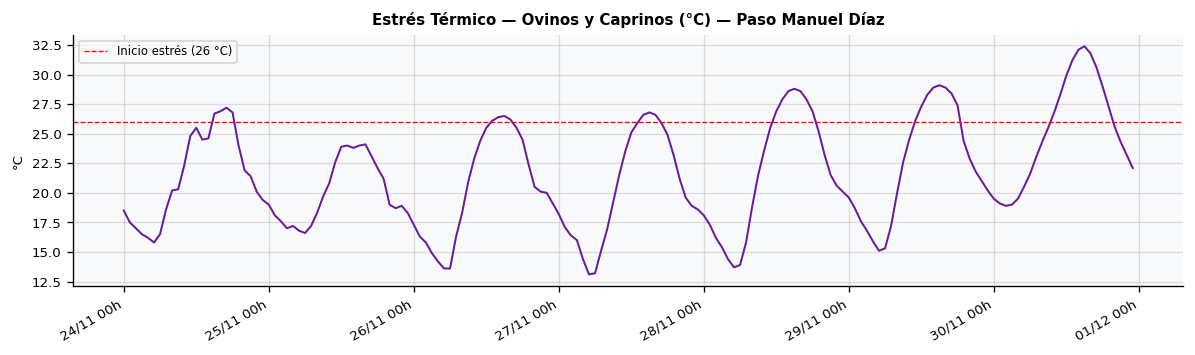 Estrés Térmico — Ovinos y Caprinos (°C) — Paso Manuel Díaz
Inicio estrés (26 °C)
°C
32.5
30.0
27.5
25.0
22.5
20.0
17.5
15.0
12.5
24/11 00h
25/11 00h
26/11 00h
27/11 00h
28/11 00h
29/11 00h
30/11 00h
01/12 00h